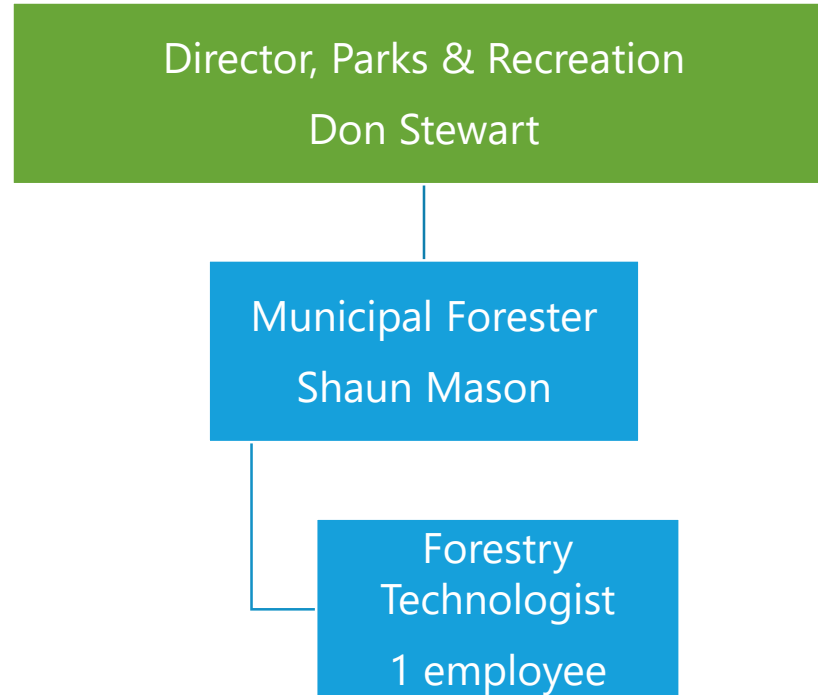 Director, Parks & Recreation
Don Stewart
Municipal Forester
Shaun Mason
Forestry
Technologist
1 employee